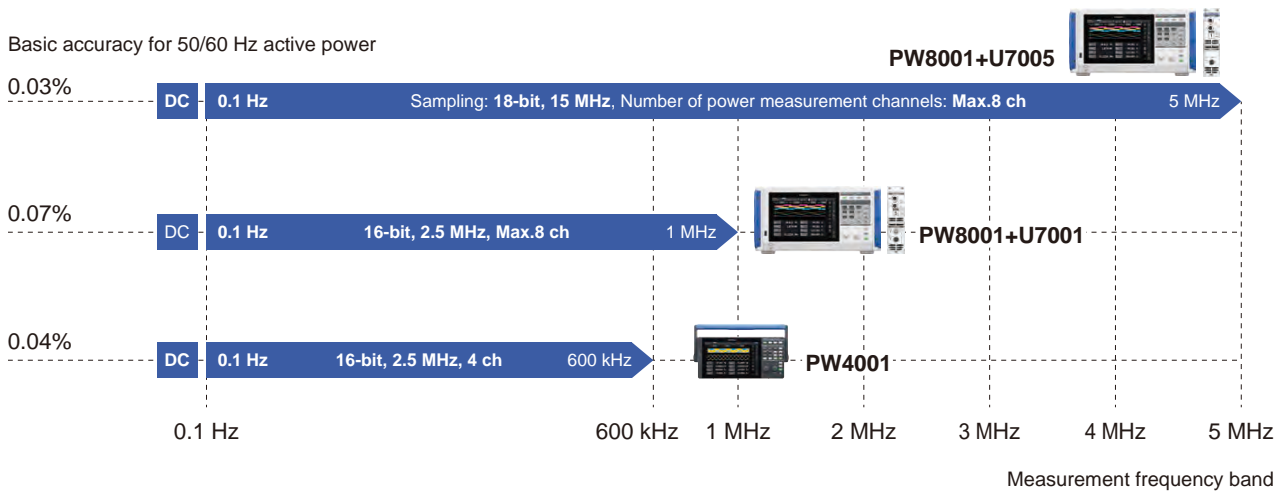 Basic accuracy for 50/60 Hz active power
PW8001+U7005
0.03%
DC 0.1 Hz Sampling: 18-bit, 15 MHz, Number of power measurement channels: Max.8 ch 5 MHz
0.07%
DC 0.1 Hz 16-bit, 2.5 MHz, Max.8 ch 1 MHz
PW8001+U7001
0.04%
DC 0.1 Hz 16-bit, 2.5 MHz, 4 ch 600 kHz
PW4001
0.1 Hz 600 kHz 1 MHz 2 MHz 3 MHz 4 MHz 5 MHz
Measurement frequency band